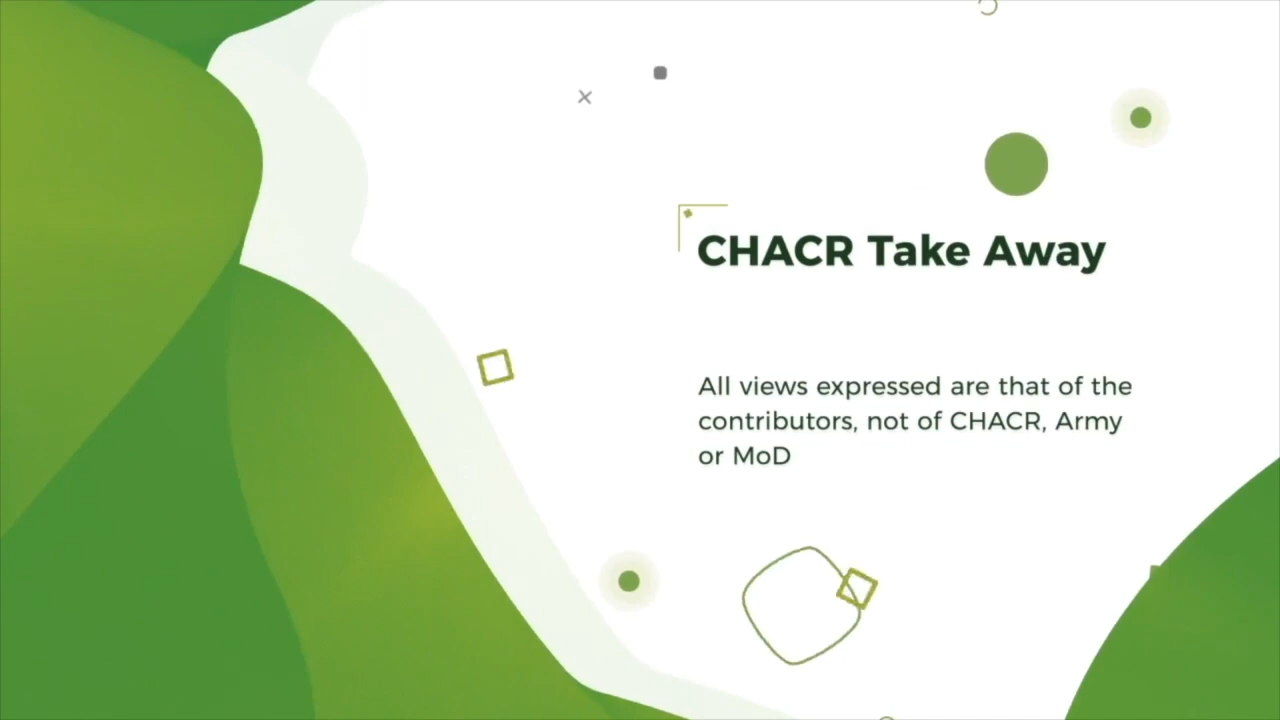 CHACR Take Away
All views expressed are that of the
contributors, not of CHACR, Army
or MoD